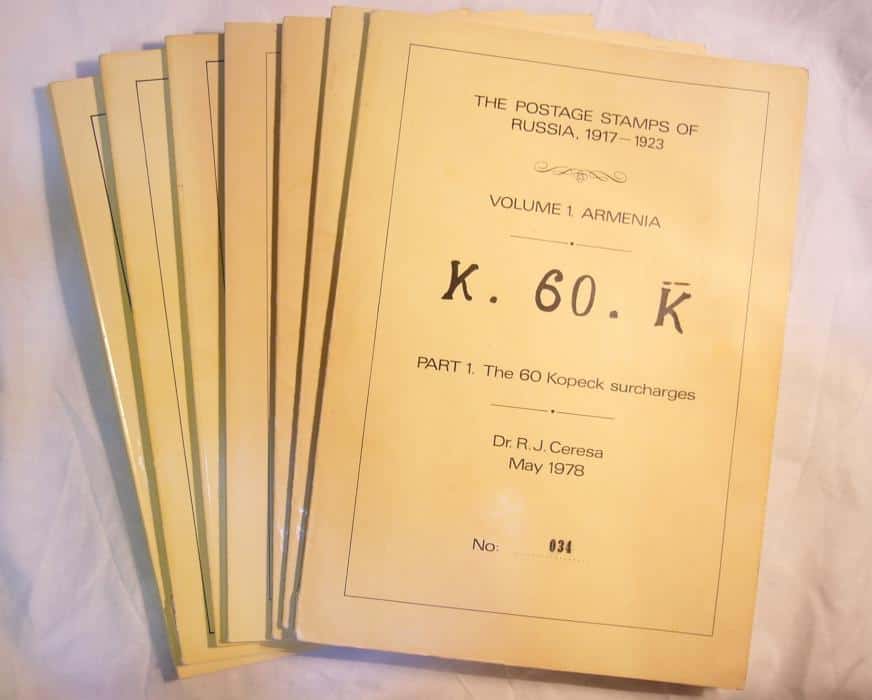 THE POSTAGE STAMPS OF
RUSSIA, 1917—1923
VOLUME 1. ARMENIA
K. 60. K̅
PART 1. The 60 Kopeck surcharges
Dr. R. J. Ceresa
May 1978
No: 034